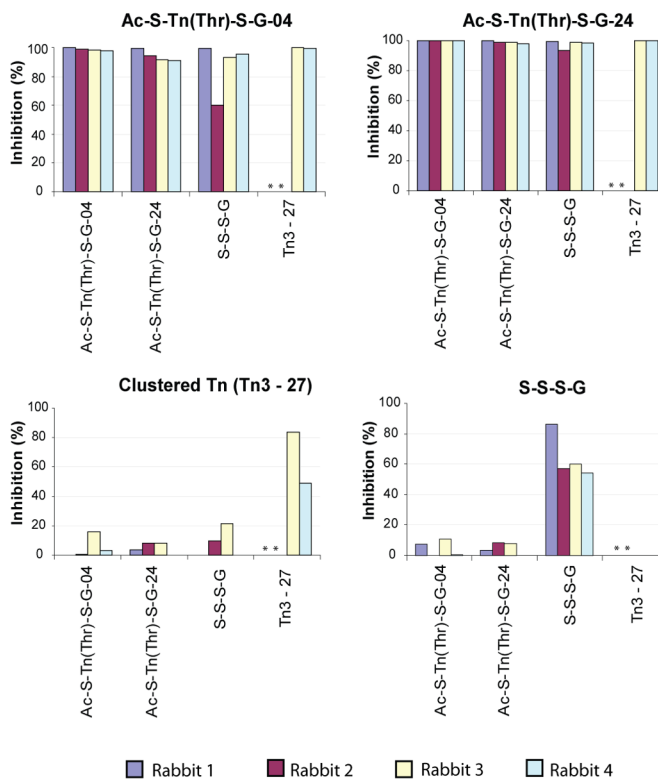 Ac-S-Tn(Thr)-S-G-04
Inhibition (%)
100
80
60
40
20
0
* *
Ac-S-Tn(Thr)-S-G-04
Ac-S-Tn(Thr)-S-G-24
S-S-S-G
Tn3 - 27
Ac-S-Tn(Thr)-S-G-24
Inhibition (%)
100
80
60
40
20
0
* *
Ac-S-Tn(Thr)-S-G-04
Ac-S-Tn(Thr)-S-G-24
S-S-S-G
Tn3 - 27
Clustered Tn (Tn3 - 27)
Inhibition (%)
100
80
60
40
20
0
* *
Ac-S-Tn(Thr)-S-G-04
Ac-S-Tn(Thr)-S-G-24
S-S-S-G
Tn3 - 27
S-S-S-G
Inhibition (%)
100
80
60
40
20
0
* *
Ac-S-Tn(Thr)-S-G-04
Ac-S-Tn(Thr)-S-G-24
S-S-S-G
Tn3 - 27
Rabbit 1
Rabbit 2
Rabbit 3
Rabbit 4